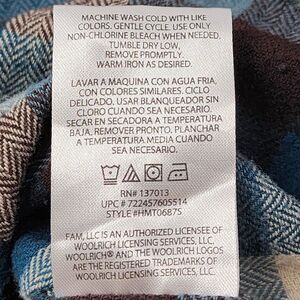 MACHINE WASH COLD WITH LIKE
COLORS. GENTLE CYCLE. USE ONLY
NON-CHLORINE BLEACH WHEN NEEDED.
TUMBLE DRY LOW,
REMOVE PROMPTLY.
WARM IRON AS DESIRED.
LAVAR A MAQUINA CON AGUA FRIA,
CON COLORES SIMILARES. CICLO
DELICADO. USAR BLANQUEADOR SIN
CLORO CUANDO SEA NECESARIO.
SECAR EN SECADORA A TEMPERATURA
BAJA. REMOVER PRONTO. PLANCHAR
A TEMPERATURA MEDIA CUANDO
SEA NECESARIO.
RN# 137013
UPC # 722457605514
STYLE #HMT06875
FAM, LLC IS AN AUTHORIZED LICENSEE OF
WOOLRICH LICENSING SERVICES, LLC.
WOOLRICH® AND THE WOOLRICH LOGOS
ARE THE REGISTERED TRADEMARKS OF
WOOLRICH LICENSING SERVICES, LLC.